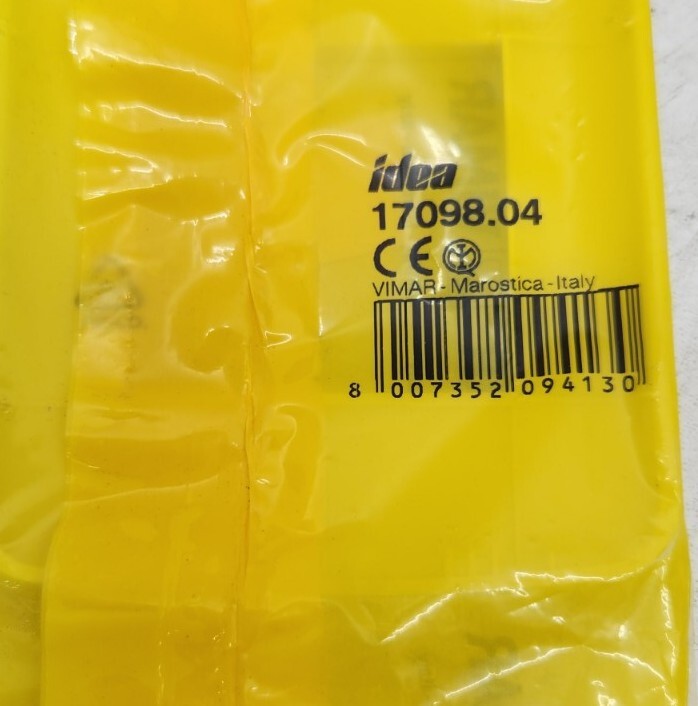 idea
17098.04
CE
VIMAR - Marostica - Italy
8 007352 094130